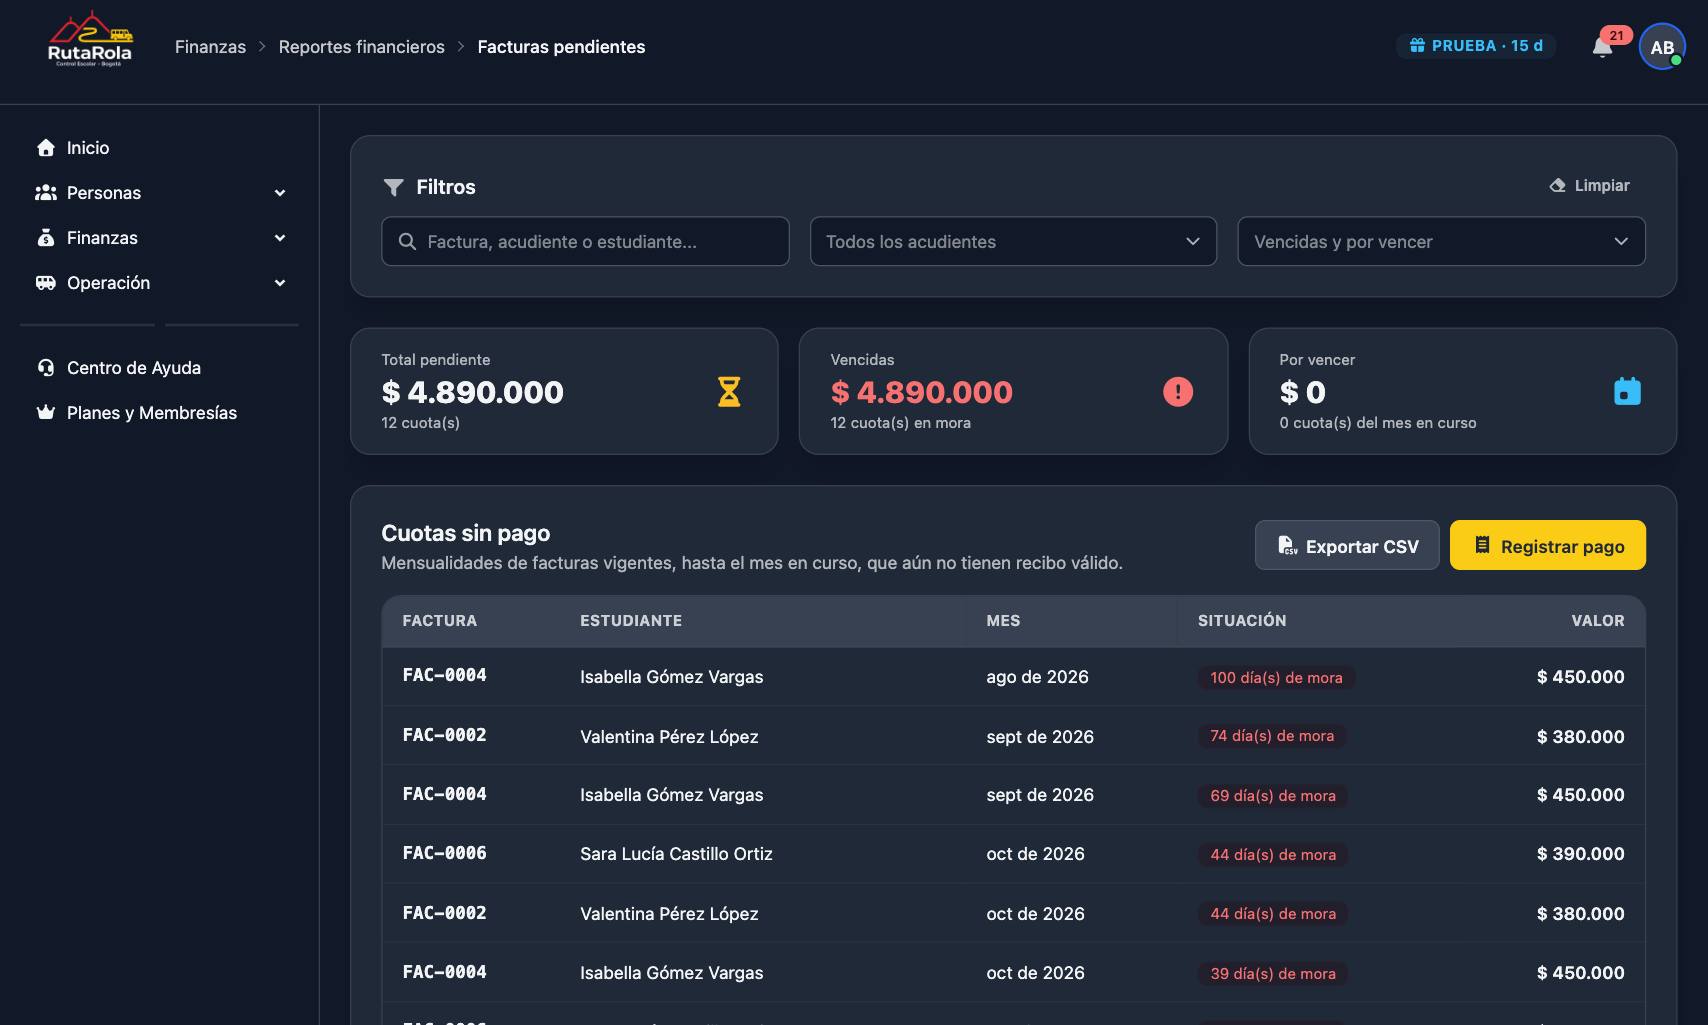 RutaRola
Control Escolar - Bogotá
Finanzas > Reportes financieros > Facturas pendientes
PRUEBA · 15 d
21
AB
Inicio
Personas
Finanzas
Operación
Centro de Ayuda
Planes y Membresías
Filtros
Limpiar
Factura, acudiente o estudiante...
Todos los acudientes
Vencidas y por vencer
Total pendiente
$ 4.890.000
12 cuota(s)
Vencidas
$ 4.890.000
12 cuota(s) en mora
Por vencer
$ 0
0 cuota(s) del mes en curso
Cuotas sin pago
Mensualidades de facturas vigentes, hasta el mes en curso, que aún no tienen recibo válido.
Exportar CSV
Registrar pago
FACTURA ESTUDIANTE MES SITUACIÓN VALOR
FAC-0004 Isabella Gómez Vargas ago de 2026 100 día(s) de mora $ 450.000
FAC-0002 Valentina Pérez López sept de 2026 74 día(s) de mora $ 380.000
FAC-0004 Isabella Gómez Vargas sept de 2026 69 día(s) de mora $ 450.000
FAC-0006 Sara Lucía Castillo Ortiz oct de 2026 44 día(s) de mora $ 390.000
FAC-0002 Valentina Pérez López oct de 2026 44 día(s) de mora $ 380.000
FAC-0004 Isabella Gómez Vargas oct de 2026 39 día(s) de mora $ 450.000